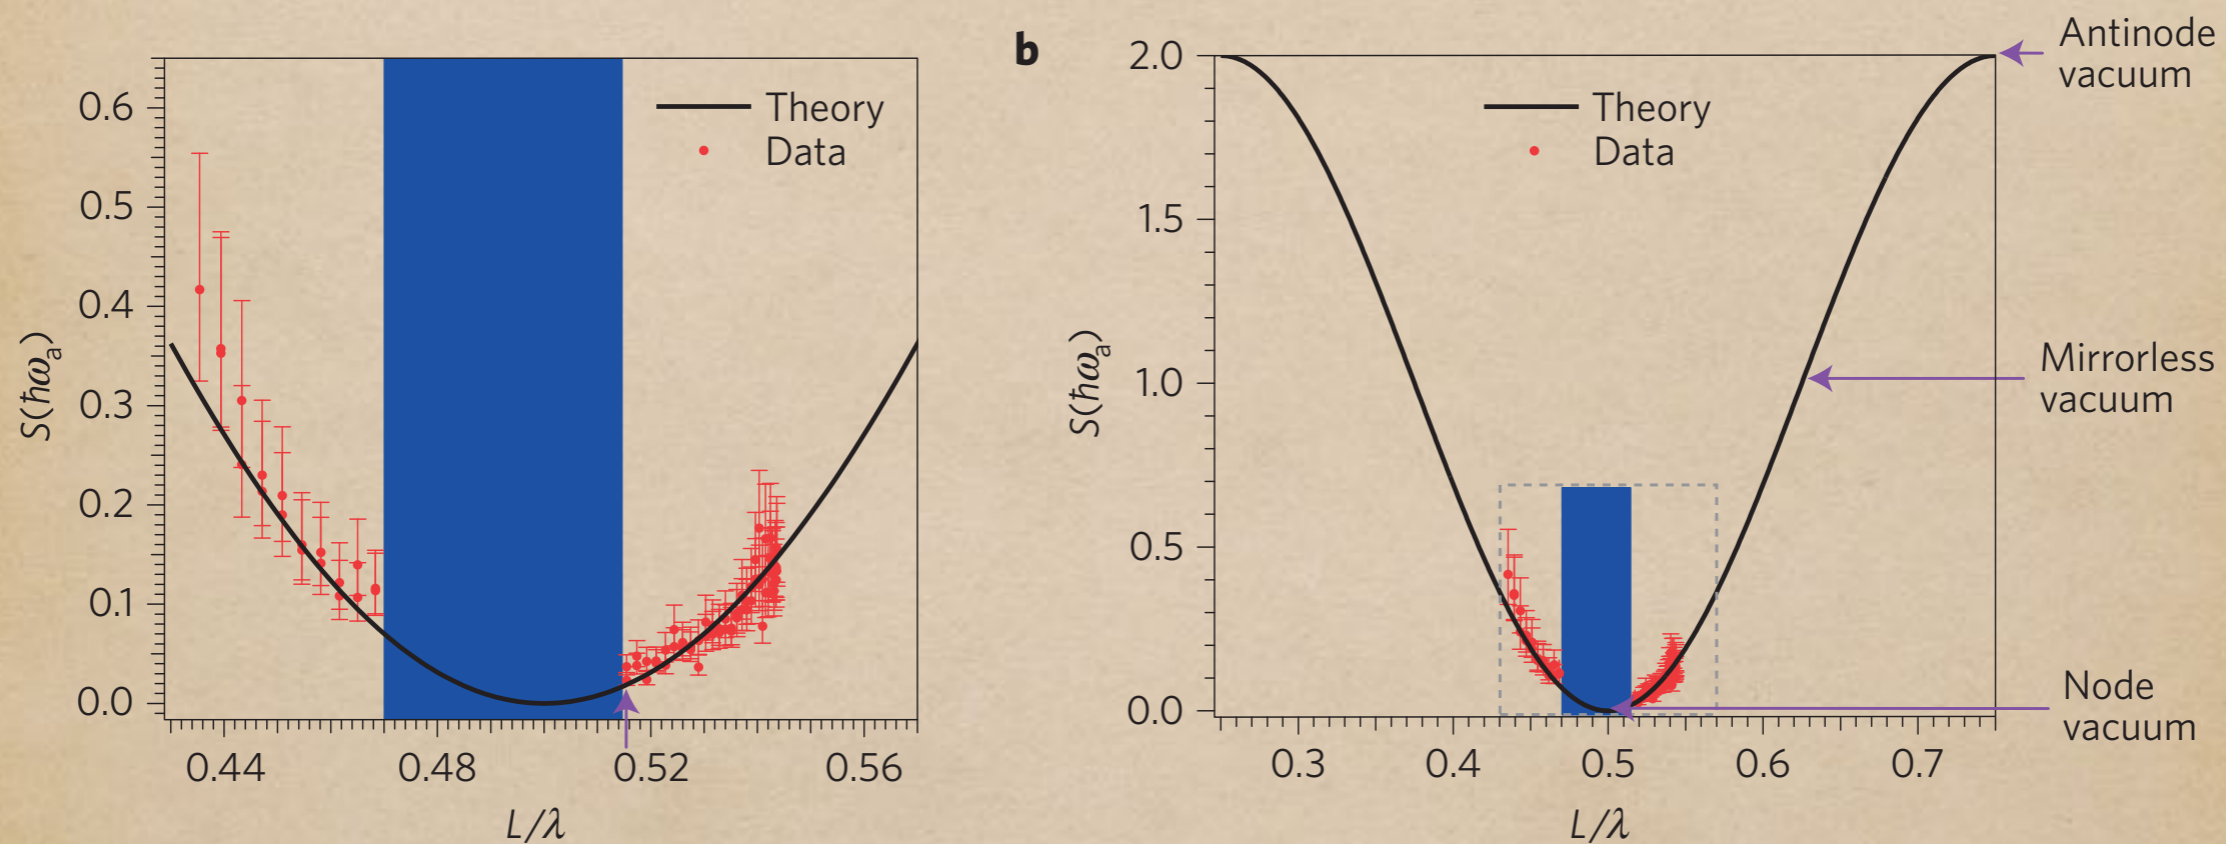 0.6
0.5
0.4
0.3
0.2
0.1
0.0
S(ℏωa)
Theory
Data
0.44 0.48 0.52 0.56
L/λ
b
2.0
1.5
1.0
0.5
0.0
S(ℏωa)
Theory
Data
0.3 0.4 0.5 0.6 0.7
L/λ
Antinode
vacuum
Mirrorless
vacuum
Node
vacuum